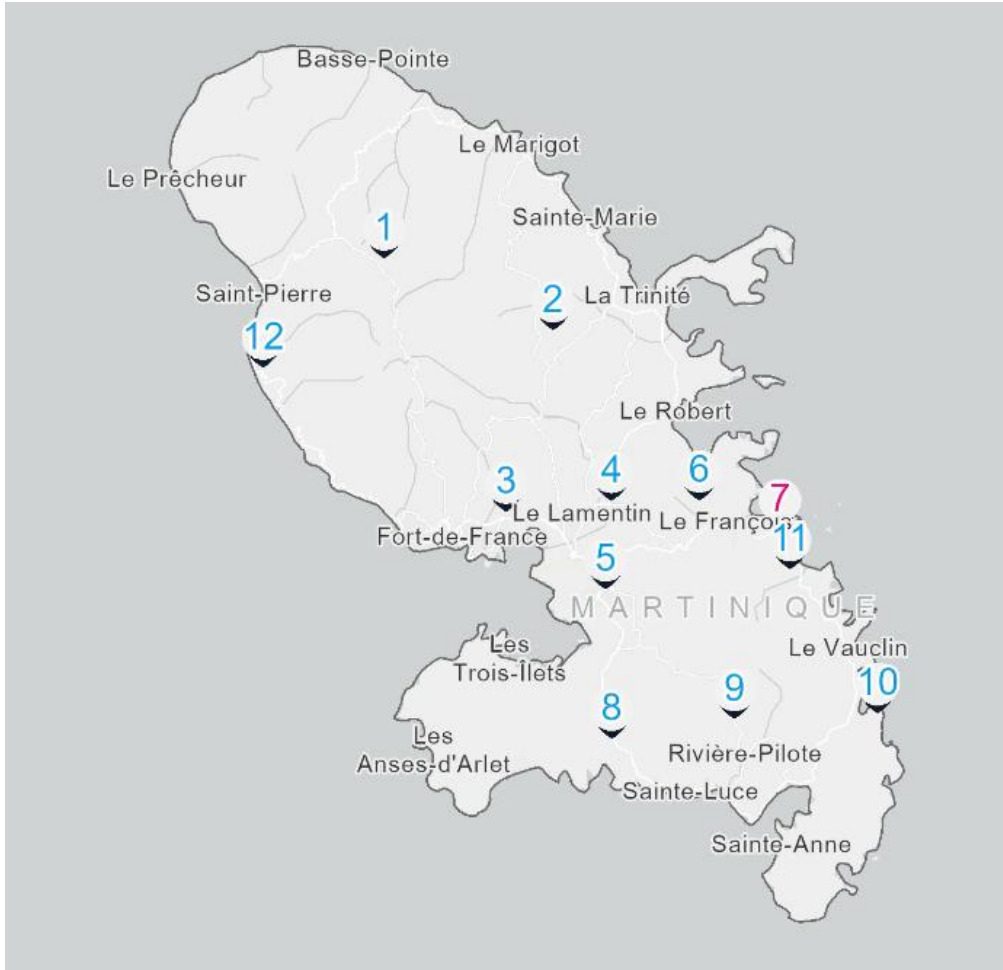 Basse-Pointe
Le Marigot
Le Prêcheur
Sainte-Marie
1
Saint-Pierre
La Trinité
2
12
Le Robert
3
4
6
7
Le Lamentin
Le François
Fort-de-France
11
5
MARTINIQUE
Les
Trois-Îlets
Le Vauclin
10
9
8
Les
Anses-d'Arlet
Rivière-Pilote
Sainte-Luce
Sainte-Anne